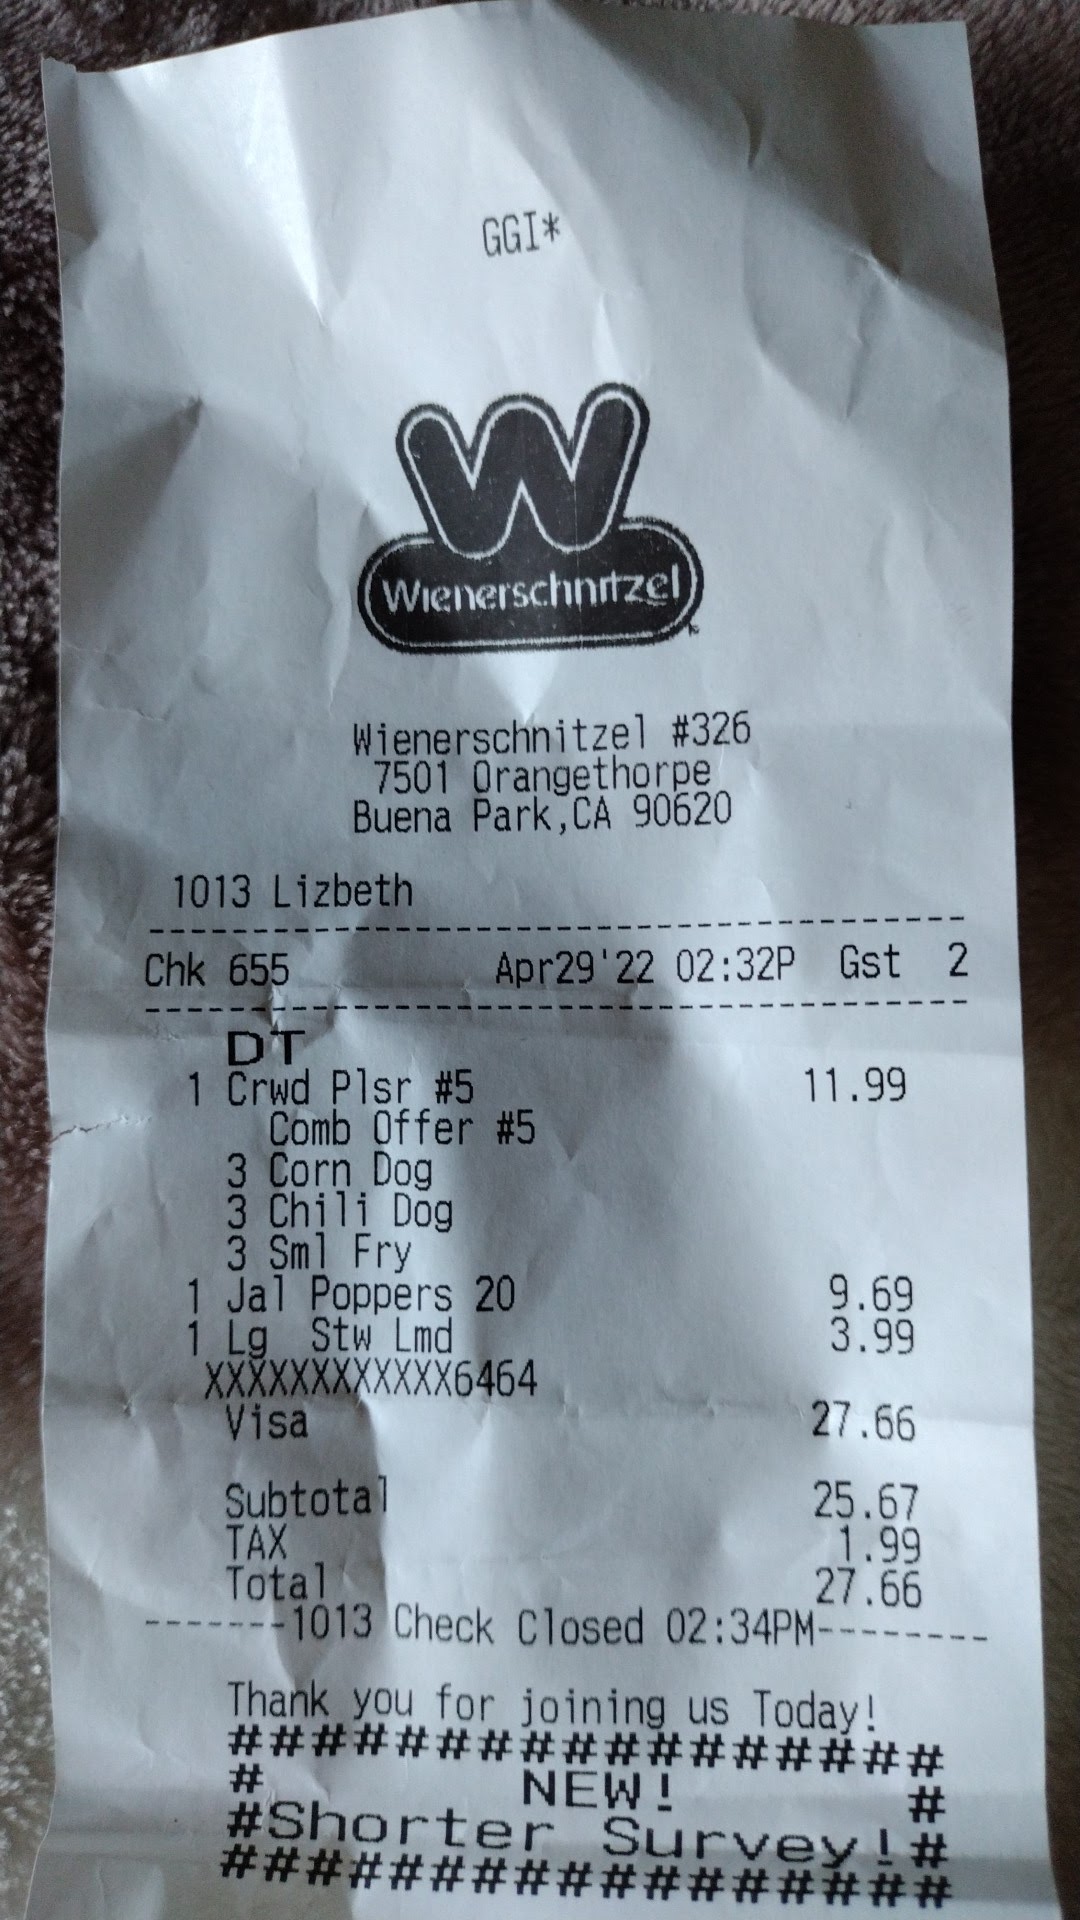 GGI*
W
Wienerschnitzel
Wienerschnitzel #326
7501 Orangethorpe
Buena Park,CA 90620
1013 Lizbeth
--------------------------------------
Chk 655 Apr29'22 02:32P Gst 2
--------------------------------------
DT
1 Crwd Plsr #5 11.99
Comb Offer #5
3 Corn Dog
3 Chili Dog
3 Sml Fry
1 Jal Poppers 20 9.69
1 Lg Stw Lmd 3.99
XXXXXXXXXXXX6464
Visa 27.66
Subtotal 25.67
TAX 1.99
Total 27.66
-------1013 Check Closed 02:34PM--------
Thank you for joining us Today!
#################
# NEW! #
#Shorter Survey!#
#################